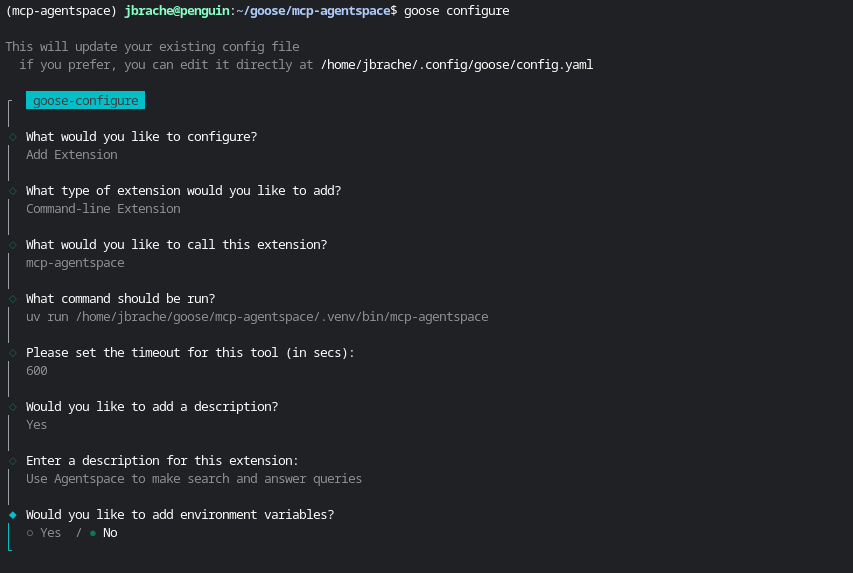 (mcp-agentspace) jbrache@penguin:~/goose/mcp-agentspace$ goose configure
This will update your existing config file
if you prefer, you can edit it directly at /home/jbrache/.config/goose/config.yaml
goose-configure
What would you like to configure?
Add Extension
What type of extension would you like to add?
Command-line Extension
What would you like to call this extension?
mcp-agentspace
What command should be run?
uv run /home/jbrache/goose/mcp-agentspace/.venv/bin/mcp-agentspace
Please set the timeout for this tool (in secs):
600
Would you like to add a description?
Yes
Enter a description for this extension:
Use Agentspace to make search and answer queries
Would you like to add environment variables?
○ Yes / ● No